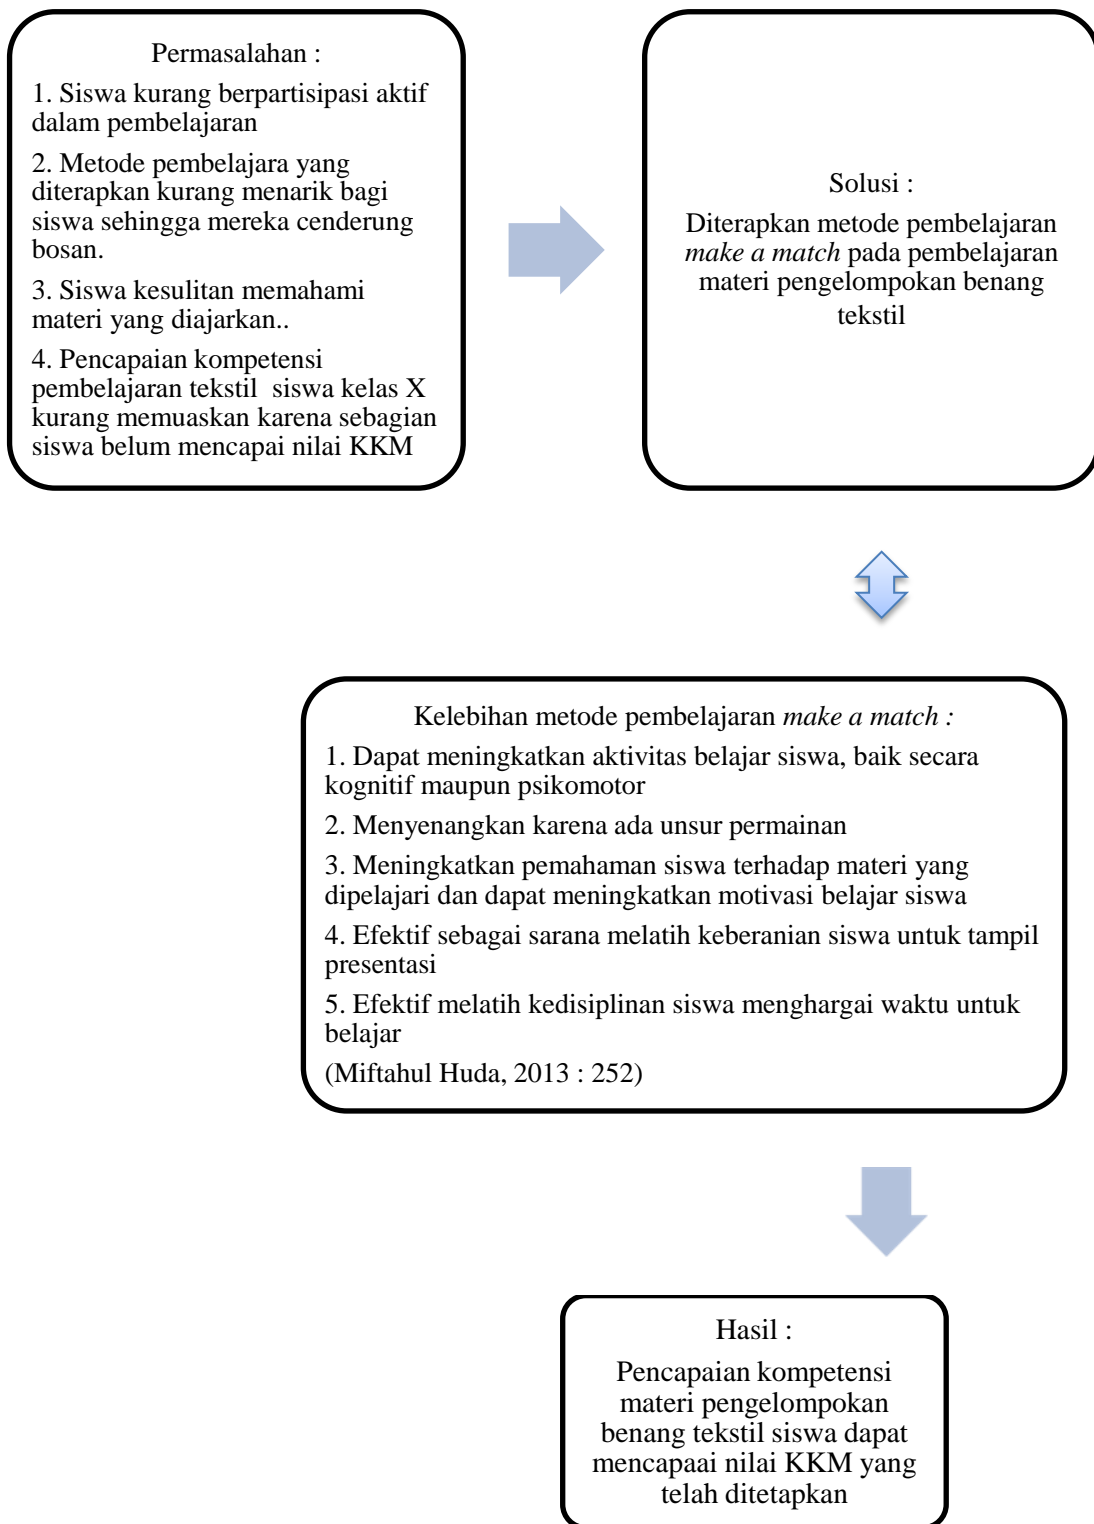 Permasalahan :
1. Siswa kurang berpartisipasi aktif
dalam pembelajaran
2. Metode pembelajara yang
diterapkan kurang menarik bagi
siswa sehingga mereka cenderung
bosan.
3. Siswa kesulitan memahami
materi yang diajarkan..
4. Pencapaian kompetensi
pembelajaran tekstil siswa kelas X
kurang memuaskan karena sebagian
siswa belum mencapai nilai KKM
Solusi :
Diterapkan metode pembelajaran
make a match pada pembelajaran
materi pengelompokan benang
tekstil
Kelebihan metode pembelajaran make a match :
1. Dapat meningkatkan aktivitas belajar siswa, baik secara
kognitif maupun psikomotor
2. Menyenangkan karena ada unsur permainan
3. Meningkatkan pemahaman siswa terhadap materi yang
dipelajari dan dapat meningkatkan motivasi belajar siswa
4. Efektif sebagai sarana melatih keberanian siswa untuk tampil
presentasi
5. Efektif melatih kedisiplinan siswa menghargai waktu untuk
belajar
(Miftahul Huda, 2013 : 252)
Hasil :
Pencapaian kompetensi
materi pengelompokan
benang tekstil siswa dapat
mencapaai nilai KKM yang
telah ditetapkan